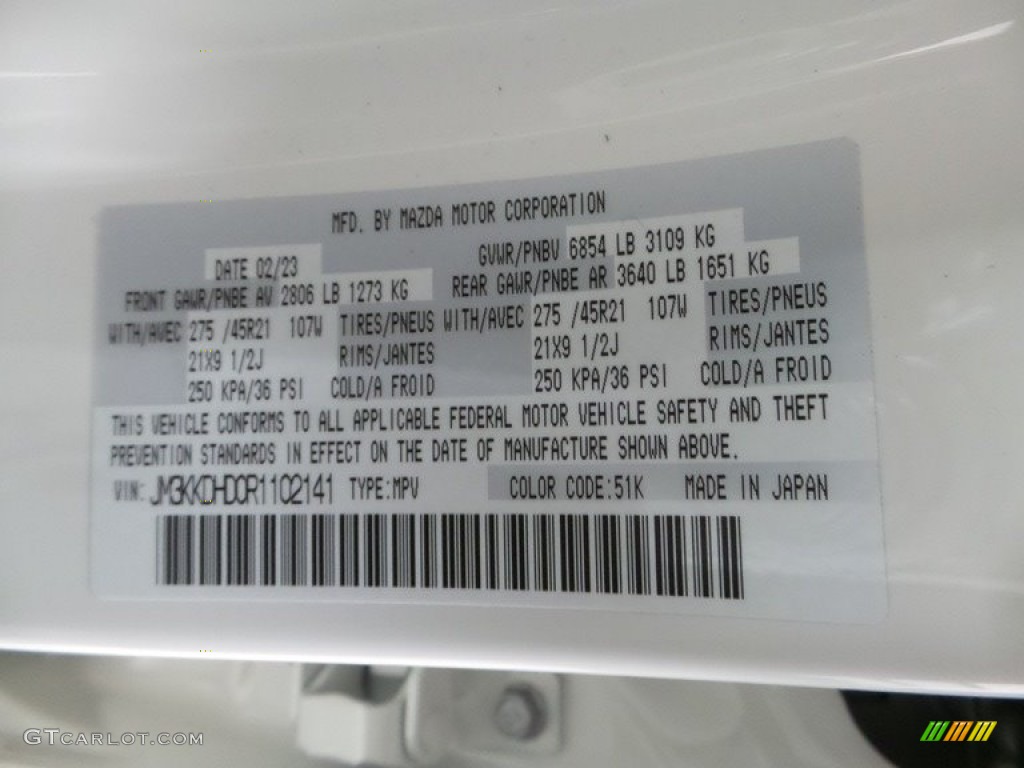 MFD. BY MAZDA MOTOR CORPORATION
DATE 02/23 GVWR/PNBV 6854 LB 3109 KG
FRONT GAWR/PNBE AV 2806 LB 1273 KG REAR GAWR/PNBE AR 3640 LB 1651 KG
WITH/AVEC 275 /45R21 107W TIRES/PNEUS WITH/AVEC 275 /45R21 107W TIRES/PNEUS
21X9 1/2J RIMS/JANTES 21X9 1/2J RIMS/JANTES
250 KPA/36 PSI COLD/A FROID 250 KPA/36 PSI COLD/A FROID
THIS VEHICLE CONFORMS TO ALL APPLICABLE FEDERAL MOTOR VEHICLE SAFETY AND THEFT
PREVENTION STANDARDS IN EFFECT ON THE DATE OF MANUFACTURE SHOWN ABOVE.
VIN: JM3KKDHD0R1102141 TYPE:MPV COLOR CODE:51K MADE IN JAPAN
GTCARLOT.COM